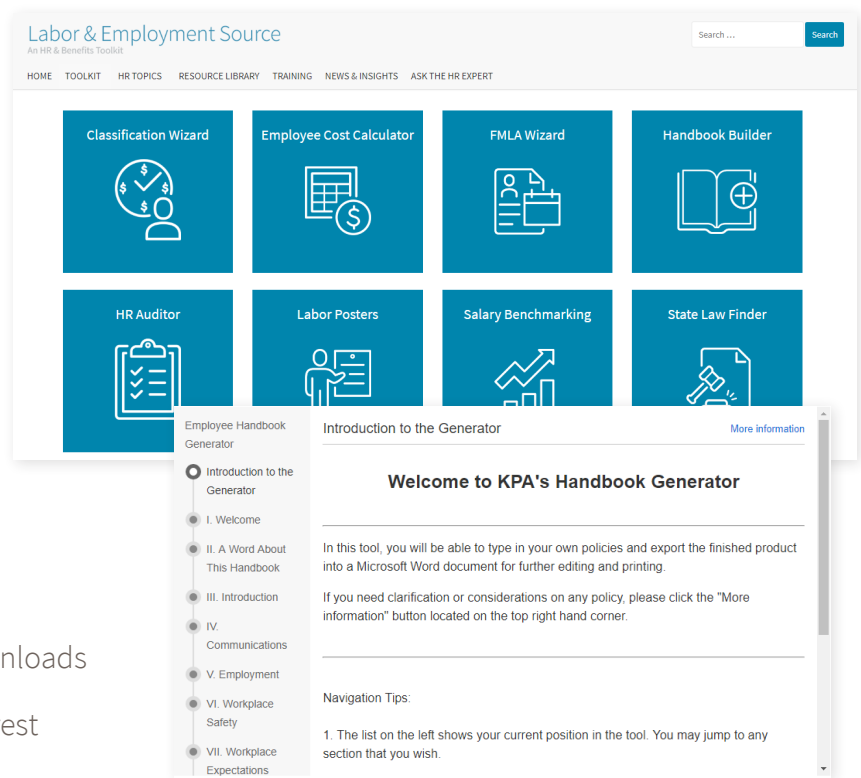 Labor & Employment Source
An HR & Benefits Toolkit
Search ...
Search
HOME TOOLKIT HR TOPICS RESOURCE LIBRARY TRAINING NEWS & INSIGHTS ASK THE HR EXPERT
Classification Wizard
Employee Cost Calculator
FMLA Wizard
Handbook Builder
HR Auditor
Labor Posters
Salary Benchmarking
State Law Finder
Employee Handbook
Generator
Introduction to the
Generator
I. Welcome
II. A Word About
This Handbook
III. Introduction
IV.
Communications
V. Employment
VI. Workplace
Safety
VII. Workplace
Expectations
Introduction to the Generator
More information
Welcome to KPA's Handbook Generator
In this tool, you will be able to type in your own policies and export the finished product
into a Microsoft Word document for further editing and printing.
If you need clarification or considerations on any policy, please click the "More
information" button located on the top right hand corner.
Navigation Tips:
1. The list on the left shows your current position in the tool. You may jump to any
section that you wish.
nloads
est